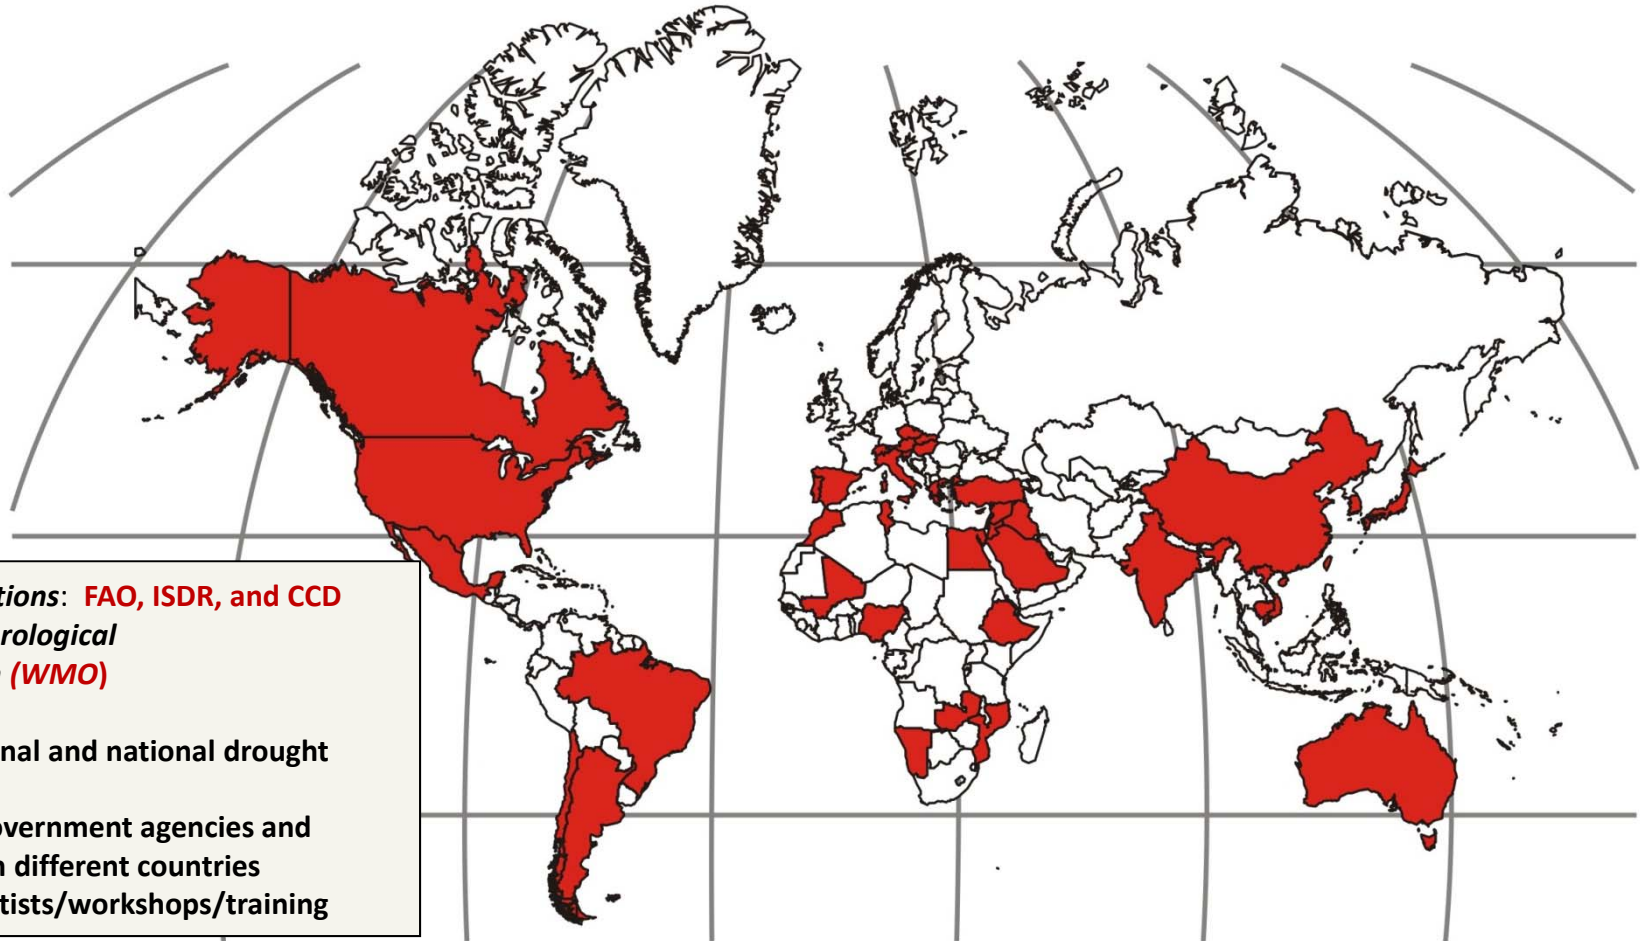 tions: FAO, ISDR, and CCD
rological
(WMO)
nal and national drought
overnment agencies and
different countries
tists/workshops/training